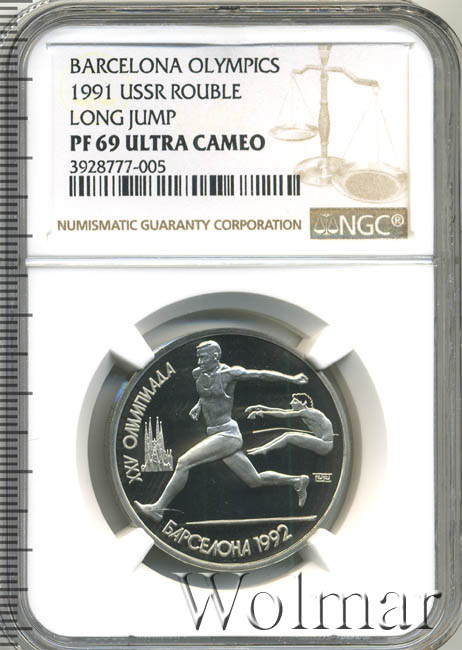 BARCELONA OLYMPICS
1991 USSR ROUBLE
LONG JUMP
PF 69 ULTRA CAMEO
3928777-005
NUMISMATIC GUARANTY CORPORATION
NGC®
XXV ОЛИМПИАДА
БАРСЕЛОНА 1992
Wolmar